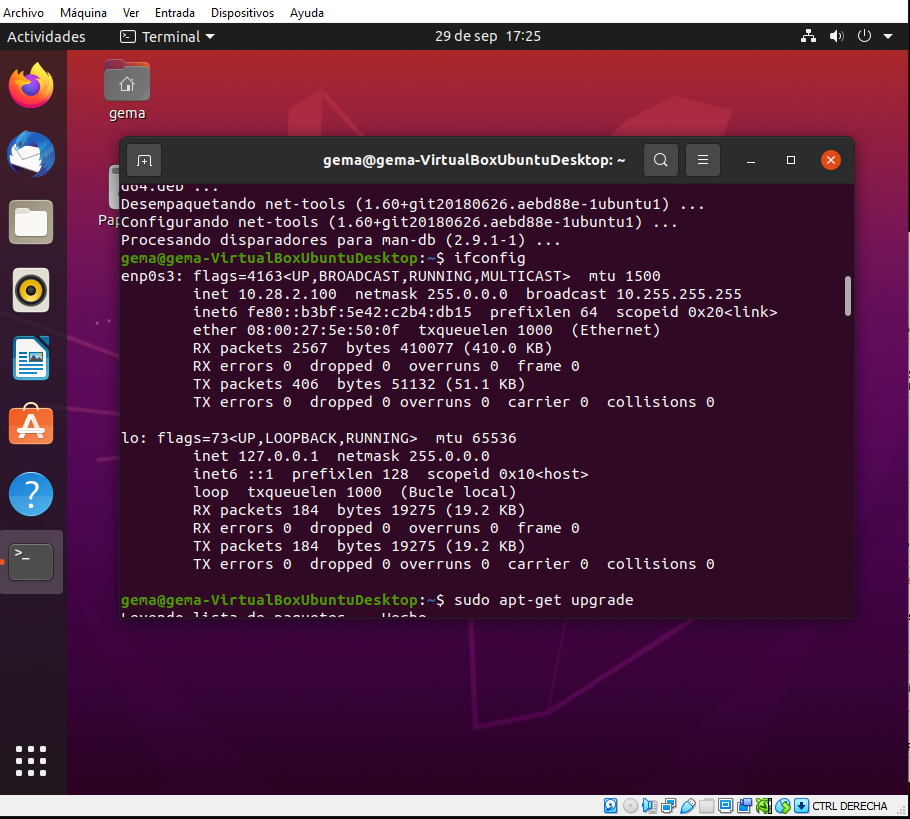 Archivo Máquina Ver Entrada Dispositivos Ayuda
Actividades Terminal 29 de sep 17:25
gema
Pap
gema@gema-VirtualBoxUbuntuDesktop: ~
d64.deb ...
Desempaquetando net-tools (1.60+git20180626.aebd88e-1ubuntu1) ...
Configurando net-tools (1.60+git20180626.aebd88e-1ubuntu1) ...
Procesando disparadores para man-db (2.9.1-1) ...
gema@gema-VirtualBoxUbuntuDesktop:~$ ifconfig
enp0s3: flags=4163<UP,BROADCAST,RUNNING,MULTICAST>  mtu 1500
        inet 10.28.2.100  netmask 255.0.0.0  broadcast 10.255.255.255
        inet6 fe80::b3bf:5e42:c2b4:db15  prefixlen 64  scopeid 0x20<link>
        ether 08:00:27:5e:50:0f  txqueuelen 1000  (Ethernet)
        RX packets 2567  bytes 410077 (410.0 KB)
        RX errors 0  dropped 0  overruns 0  frame 0
        TX packets 406  bytes 51132 (51.1 KB)
        TX errors 0  dropped 0 overruns 0  carrier 0  collisions 0
lo: flags=73<UP,LOOPBACK,RUNNING>  mtu 65536
        inet 127.0.0.1  netmask 255.0.0.0
        inet6 ::1  prefixlen 128  scopeid 0x10<host>
        loop  txqueuelen 1000  (Bucle local)
        RX packets 184  bytes 19275 (19.2 KB)
        RX errors 0  dropped 0  overruns 0  frame 0
        TX packets 184  bytes 19275 (19.2 KB)
        TX errors 0  dropped 0 overruns 0  carrier 0  collisions 0
gema@gema-VirtualBoxUbuntuDesktop:~$ sudo apt-get upgrade
Leyendo lista de paquetes... Hecho
CTRL DERECHA